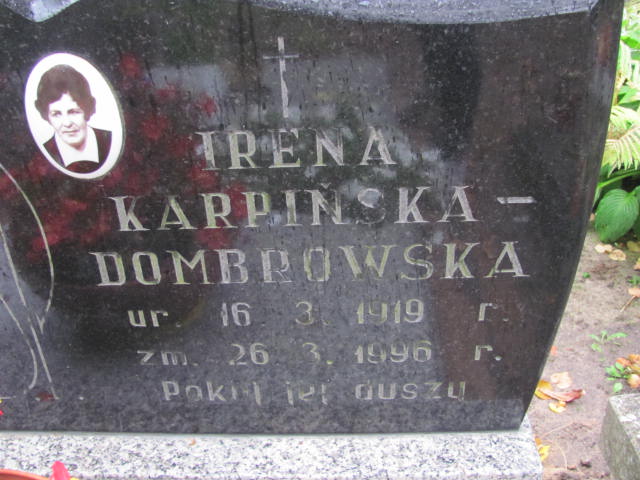 IRENA
KARPIŃSKA-
DOMBROWSKA
ur. 16. 3. 1919 r.
zm. 26. 3. 1996 r.
Pokój jej duszy